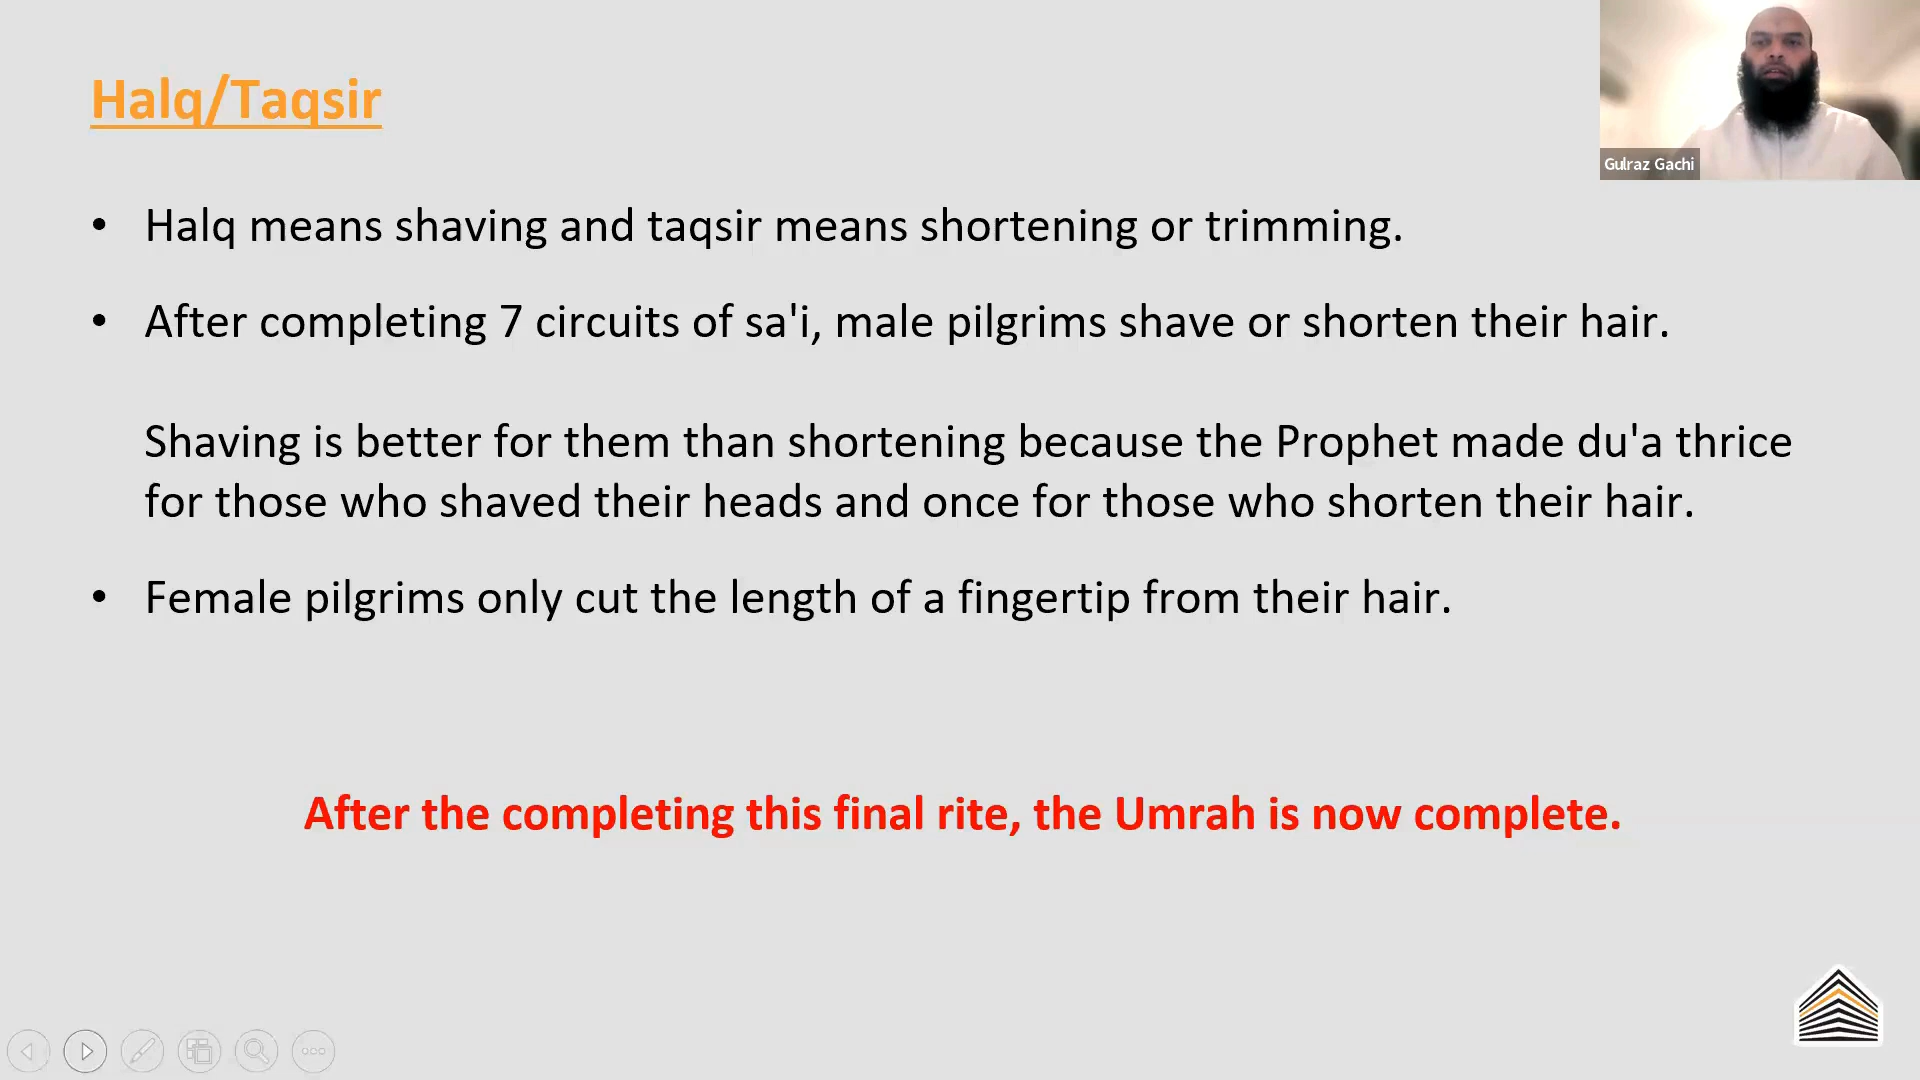 Halq/Taqsir
Gulraz Gachi
• Halq means shaving and taqsir means shortening or trimming.
• After completing 7 circuits of sa'i, male pilgrims shave or shorten their hair.
Shaving is better for them than shortening because the Prophet made du'a thrice
for those who shaved their heads and once for those who shorten their hair.
• Female pilgrims only cut the length of a fingertip from their hair.
After the completing this final rite, the Umrah is now complete.